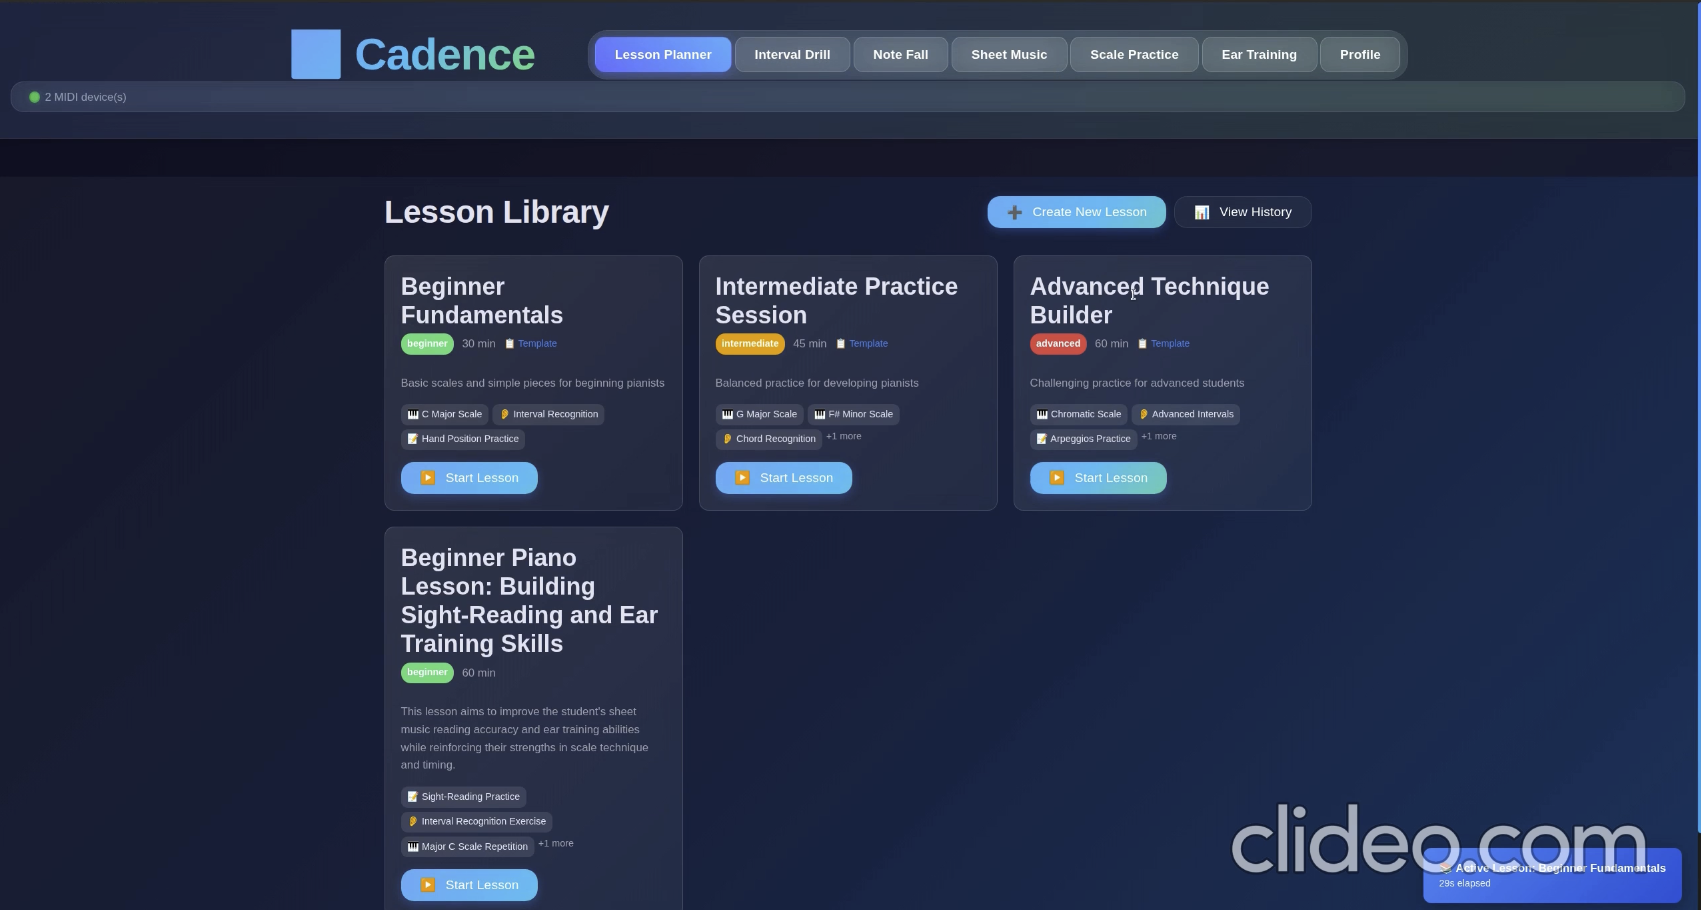 Cadence
Lesson Planner
Interval Drill
Note Fall
Sheet Music
Scale Practice
Ear Training
Profile
2 MIDI device(s)
Lesson Library
Create New Lesson
View History
Beginner
Fundamentals
beginner 30 min Template
Basic scales and simple pieces for beginning pianists
C Major Scale
Interval Recognition
Hand Position Practice
Start Lesson
Intermediate Practice
Session
intermediate 45 min Template
Balanced practice for developing pianists
G Major Scale
F# Minor Scale
Chord Recognition +1 more
Start Lesson
Advanced Technique
Builder
advanced 60 min Template
Challenging practice for advanced students
Chromatic Scale
Advanced Intervals
Arpeggios Practice +1 more
Start Lesson
Beginner Piano
Lesson: Building
Sight-Reading and Ear
Training Skills
beginner 60 min
This lesson aims to improve the student's sheet
music reading accuracy and ear training abilities
while reinforcing their strengths in scale technique
and timing.
Sight-Reading Practice
Interval Recognition Exercise
Major C Scale Repetition +1 more
Start Lesson
clideo.com
Active Lesson: Beginner Fundamentals
29s elapsed